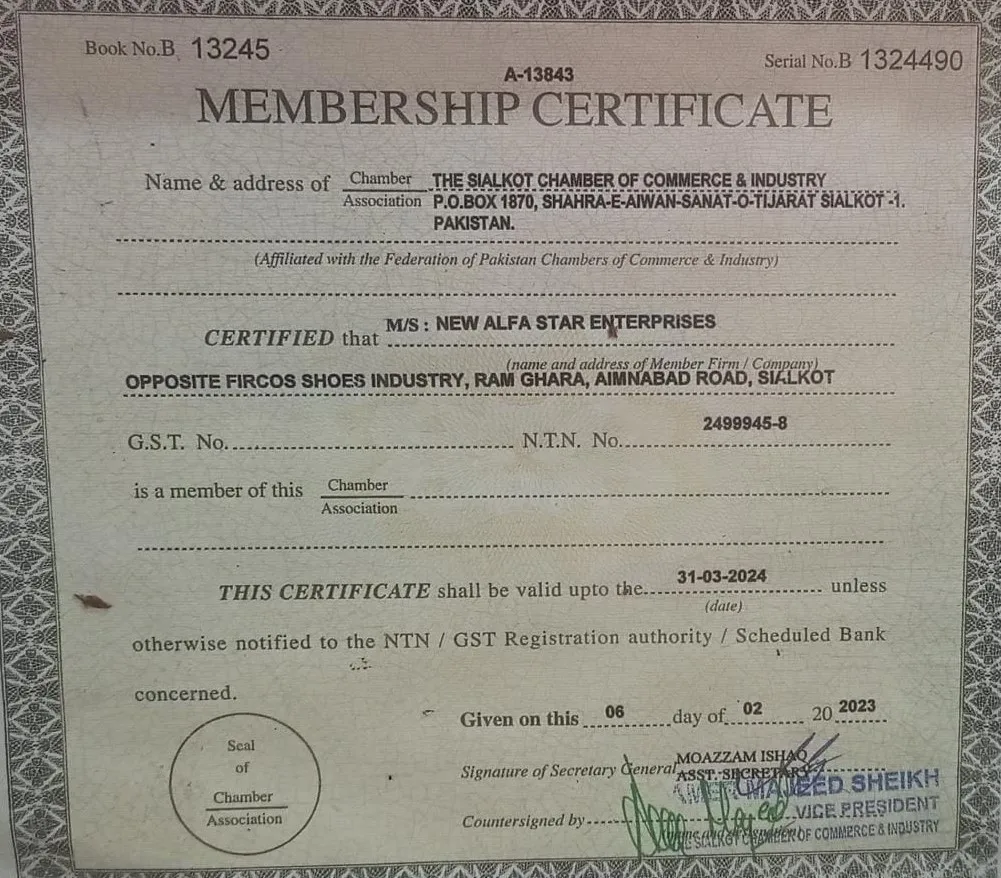 Book No.B 13245
Serial No.B 1324490
A-13843
MEMBERSHIP CERTIFICATE
Name & address of Chamber THE SIALKOT CHAMBER OF COMMERCE & INDUSTRY
Association P.O.BOX 1870, SHAHRA-E-AIWAN-SANAT-O-TIJARAT SIALKOT -1.
PAKISTAN.
(Affiliated with the Federation of Pakistan Chambers of Commerce & Industry)
CERTIFIED that M/S : NEW ALFA STAR ENTERPRISES
(name and address of Member Firm / Company)
OPPOSITE FIRCOS SHOES INDUSTRY, RAM GHARA, AIMNABAD ROAD, SIALKOT
G.S.T. No. N.T.N. No. 2499945-8
is a member of this Chamber
Association
THIS CERTIFICATE shall be valid upto the 31-03-2024 unless
(date)
otherwise notified to the NTN / GST Registration authority / Scheduled Bank
concerned.
Given on this 06 day of 02 20 2023
Seal
of
Chamber
Association
MOAZZAM ISHAQ
Signature of Secretary General ASST. SECRETARY
MAJEED SHEIKH
VICE PRESIDENT
Countersigned by
SIALKOT CHAMBER OF COMMERCE & INDUSTRY